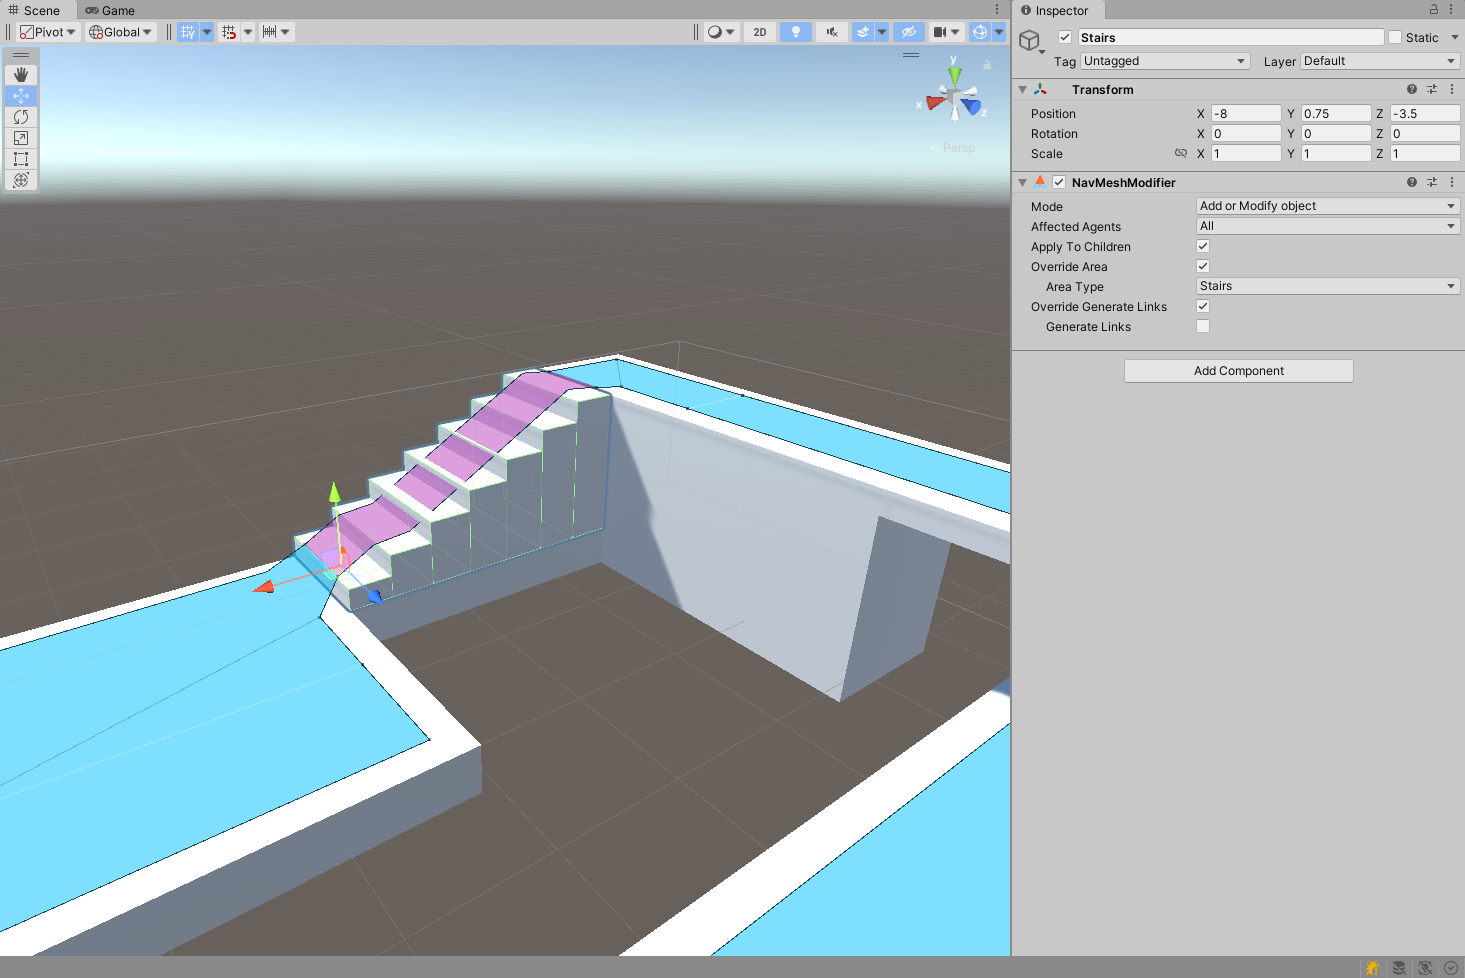 Scene
Game
Inspector
Pivot
Global
2D
Stairs
Static
Tag Untagged
Layer Default
Transform
Position X -8 Y 0.75 Z -3.5
Rotation X 0 Y 0 Z 0
Scale X 1 Y 1 Z 1
y
x
z
Persp
NavMeshModifier
Mode Add or Modify object
Affected Agents All
Apply To Children
Override Area
Area Type Stairs
Override Generate Links
Generate Links
Add Component